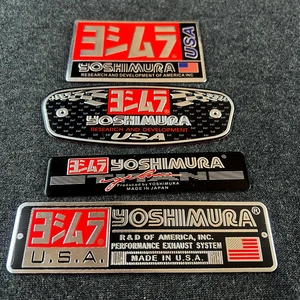 ヨシムラ
USA
YOSHIMURA
RESEARCH AND DEVELOPMENT OF AMERICA INC
ヨシムラ
YOSHIMURA
RESEARCH AND DEVELOPMENT
USA
ヨシムラ YOSHIMURA
Produced by YOSHIMURA
MADE IN JAPAN
ヨシムラ YOSHIMURA®
R&D OF AMERICA, INC.
PERFORMANCE EXHAUST SYSTEM
U.S.A. MADE IN U.S.A.